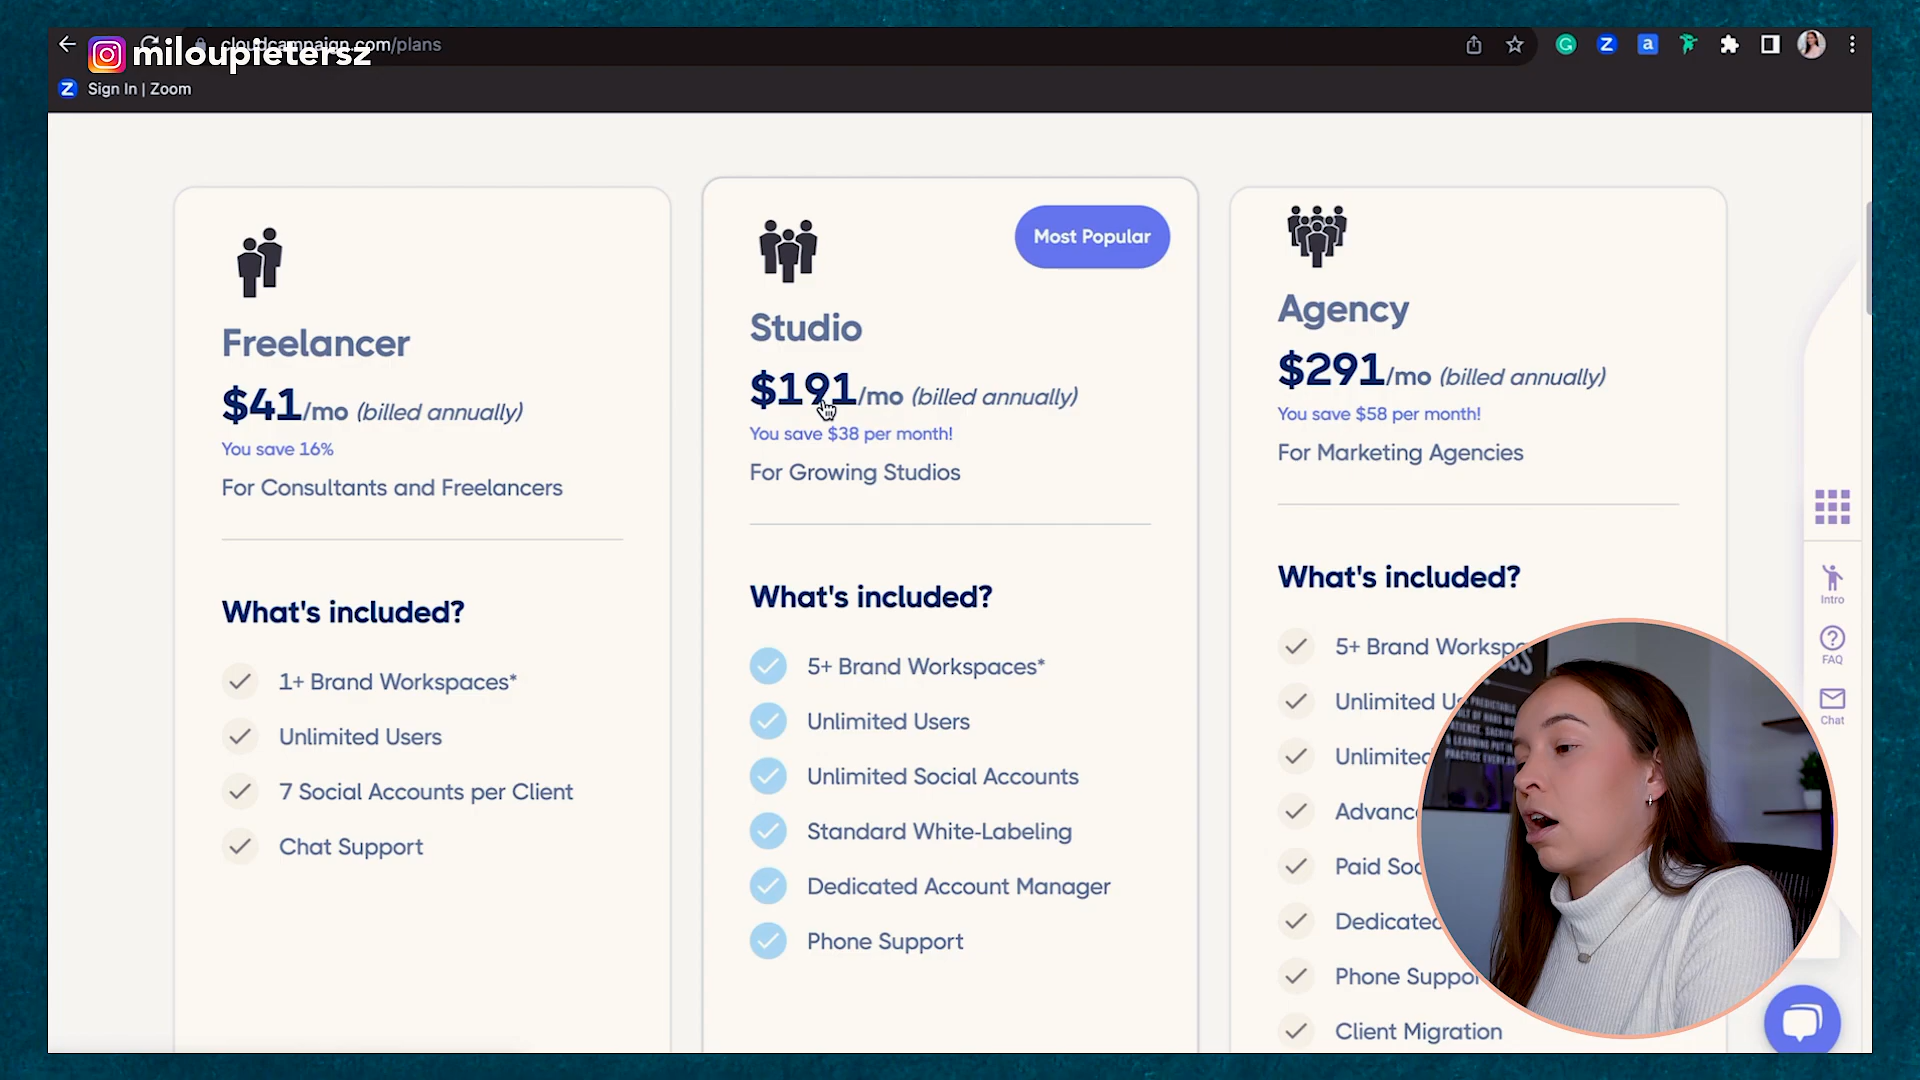 cloudcampaign.com/plans
miloupietersz
Sign In | Zoom
Freelancer
$41/mo (billed annually)
You save 16%
For Consultants and Freelancers
What's included?
1+ Brand Workspaces*
Unlimited Users
7 Social Accounts per Client
Chat Support
Most Popular
Studio
$191/mo (billed annually)
You save $38 per month!
For Growing Studios
What's included?
5+ Brand Workspaces*
Unlimited Users
Unlimited Social Accounts
Standard White-Labeling
Dedicated Account Manager
Phone Support
Agency
$291/mo (billed annually)
You save $58 per month!
For Marketing Agencies
What's included?
5+ Brand
Unlimited
Unlimited
Paid
Dedicated
Phone
Client Migration
Intro
FAQ
Chat